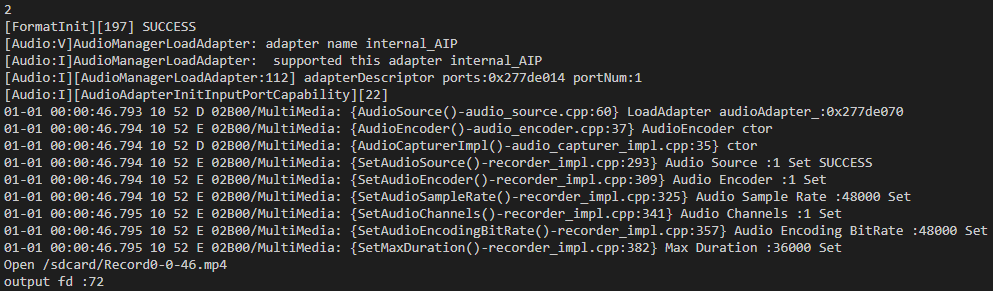 2
[FormatInit][197] SUCCESS
[Audio:V]AudioManagerLoadAdapter: adapter name internal_AIP
[Audio:I]AudioManagerLoadAdapter:  supported this adapter internal_AIP
[Audio:I][AudioManagerLoadAdapter:112] adapterDescriptor ports:0x277de014 portNum:1
[Audio:I][AudioAdapterInitInputPortCapability][22]
01-01 00:00:46.793 10 52 D 02B00/MultiMedia: {AudioSource()-audio_source.cpp:60} LoadAdapter audioAdapter_:0x277de070
01-01 00:00:46.794 10 52 E 02B00/MultiMedia: {AudioEncoder()-audio_encoder.cpp:37} AudioEncoder ctor
01-01 00:00:46.794 10 52 D 02B00/MultiMedia: {AudioCapturerImpl()-audio_capturer_impl.cpp:35} ctor
01-01 00:00:46.794 10 52 E 02B00/MultiMedia: {SetAudioSource()-recorder_impl.cpp:293} Audio Source :1 Set SUCCESS
01-01 00:00:46.794 10 52 E 02B00/MultiMedia: {SetAudioEncoder()-recorder_impl.cpp:309} Audio Encoder :1 Set
01-01 00:00:46.794 10 52 E 02B00/MultiMedia: {SetAudioSampleRate()-recorder_impl.cpp:325} Audio Sample Rate :48000 Set
01-01 00:00:46.795 10 52 E 02B00/MultiMedia: {SetAudioChannels()-recorder_impl.cpp:341} Audio Channels :1 Set
01-01 00:00:46.795 10 52 E 02B00/MultiMedia: {SetAudioEncodingBitRate()-recorder_impl.cpp:357} Audio Encoding BitRate :48000 Set
01-01 00:00:46.795 10 52 E 02B00/MultiMedia: {SetMaxDuration()-recorder_impl.cpp:382} Max Duration :36000 Set
Open /sdcard/Record0-0-46.mp4
output fd :72